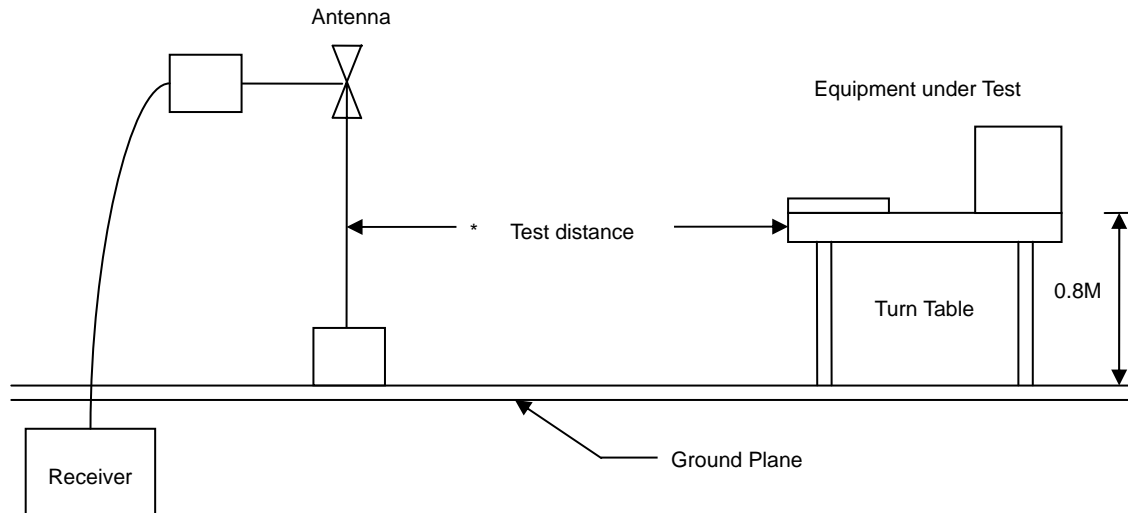 Antenna
Equipment under Test
* Test distance
0.8M
Turn Table
Ground Plane
Receiver